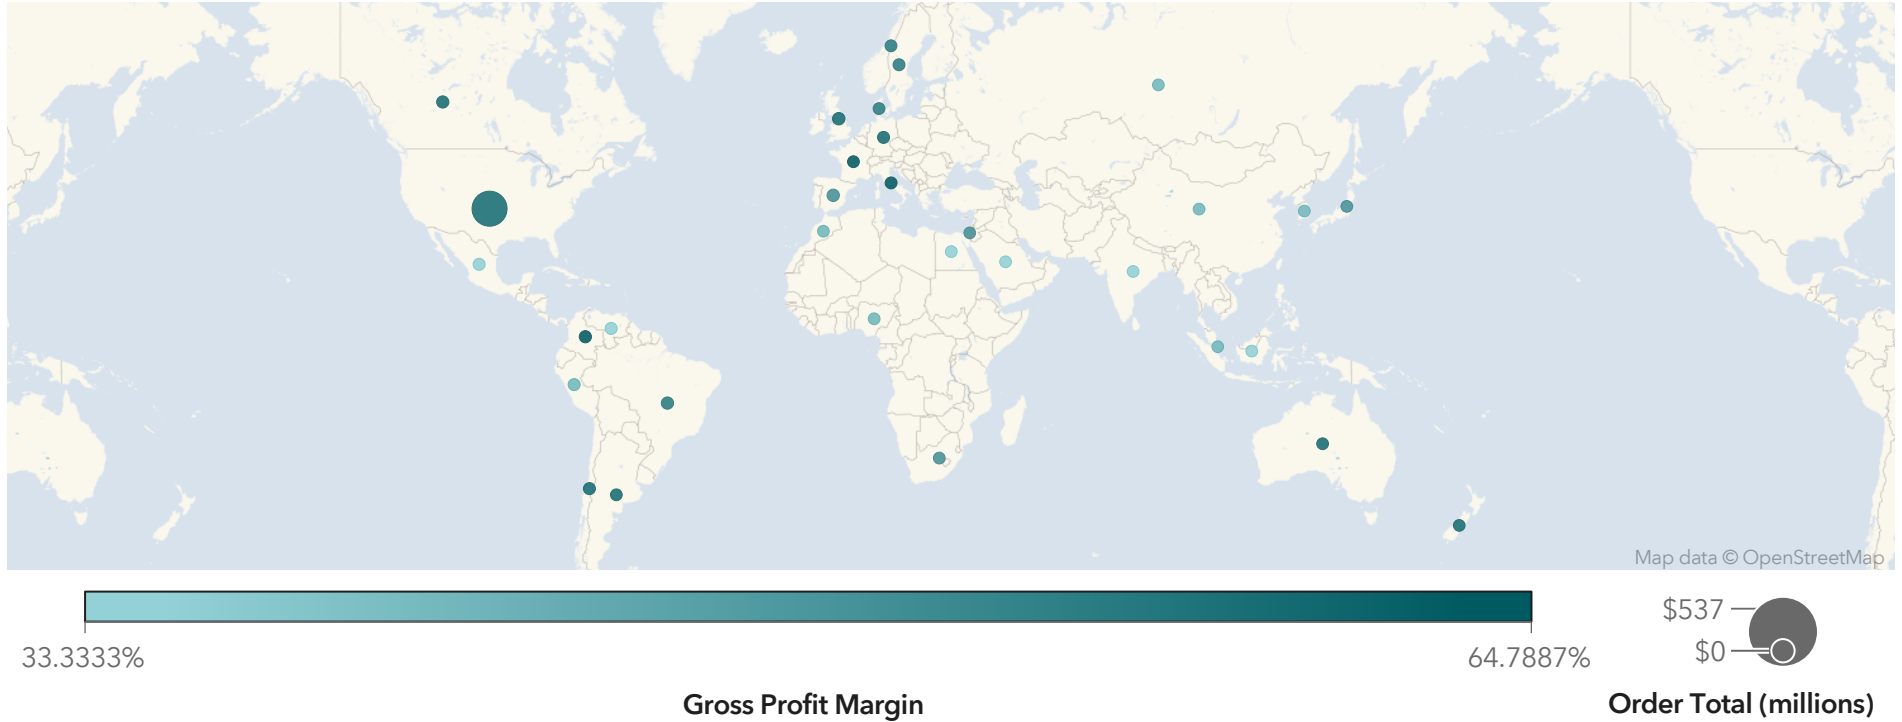 Map data © OpenStreetMap
$537
$0
33.3333%
64.7887%
Gross Profit Margin
Order Total (millions)